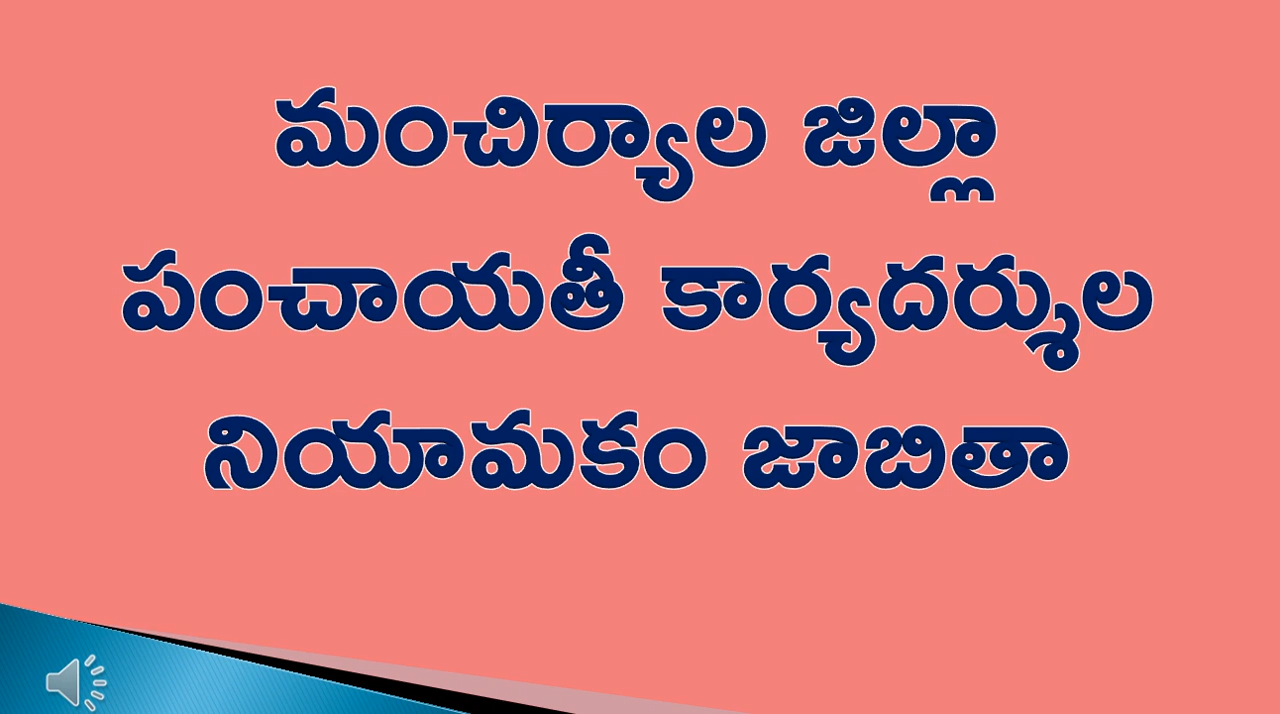 మంచిర్యాల జిల్లా
పంచాయతీ కార్యదర్శుల
నియామకం జాబితా